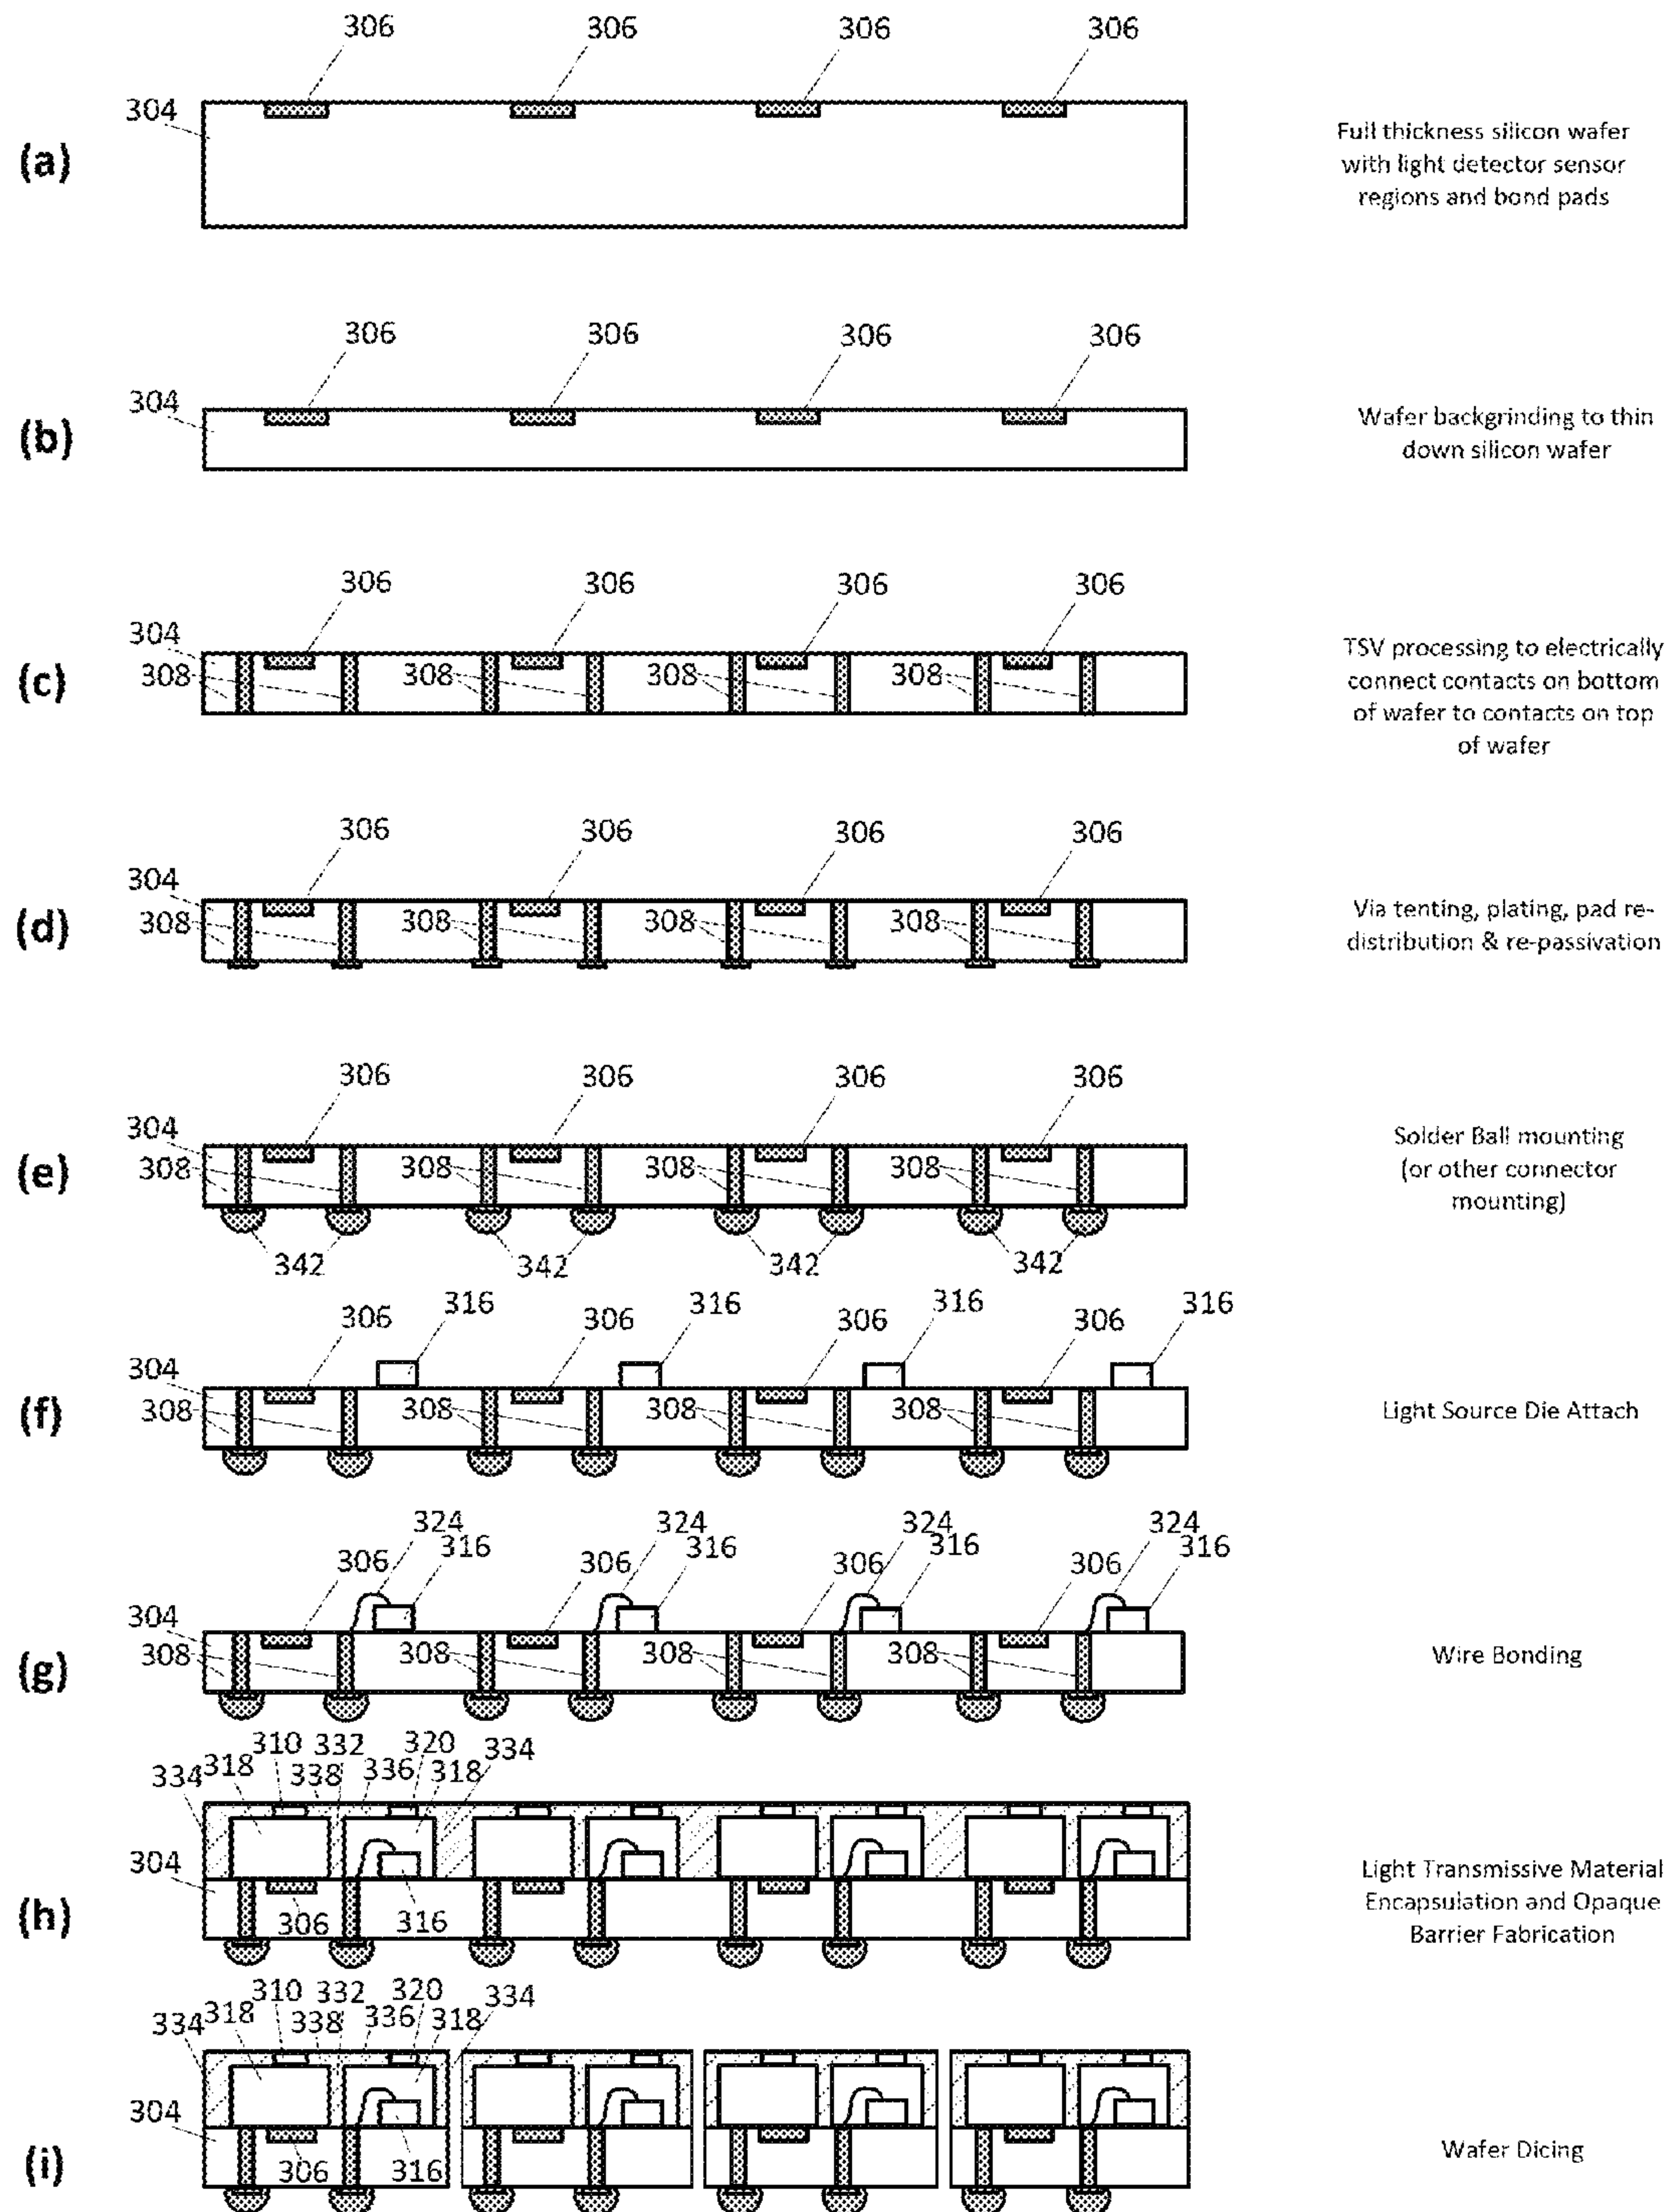 306 306 306 306
304
(a)
Full thickness silicon wafer
with light detector sensor
regions and bond pads
306 306 306 306
304
(b)
Wafer backgrinding to thin
down silicon wafer
306 306 306 306
304
308 308 308 308
(c)
TSV processing to electrically
connect contacts on bottom
of wafer to contacts on top
of wafer
306 306 306 306
304
308 308 308 308
(d)
Via tenting, plating, pad re-
distribution & re-passivation
306 306 306 306
304
308 308 308 308
(e)
342 342 342 342
Solder Ball mounting
(or other connector
mounting)
306 316 306 316 306 316 306 316
304
308 308 308 308
(f)
Light Source Die Attach
324 324 324 324
306 316 306 316 306 316 306 316
304
308 308 308 308
(g)
Wire Bonding
310 332 320 334
334 318 338 336 318
304
306 316
(h)
Light Transmissive Material
Encapsulation and Opaque
Barrier Fabrication
310 332 320 334
334 318 338 336 318
304
306 316
(i)
Wafer Dicing